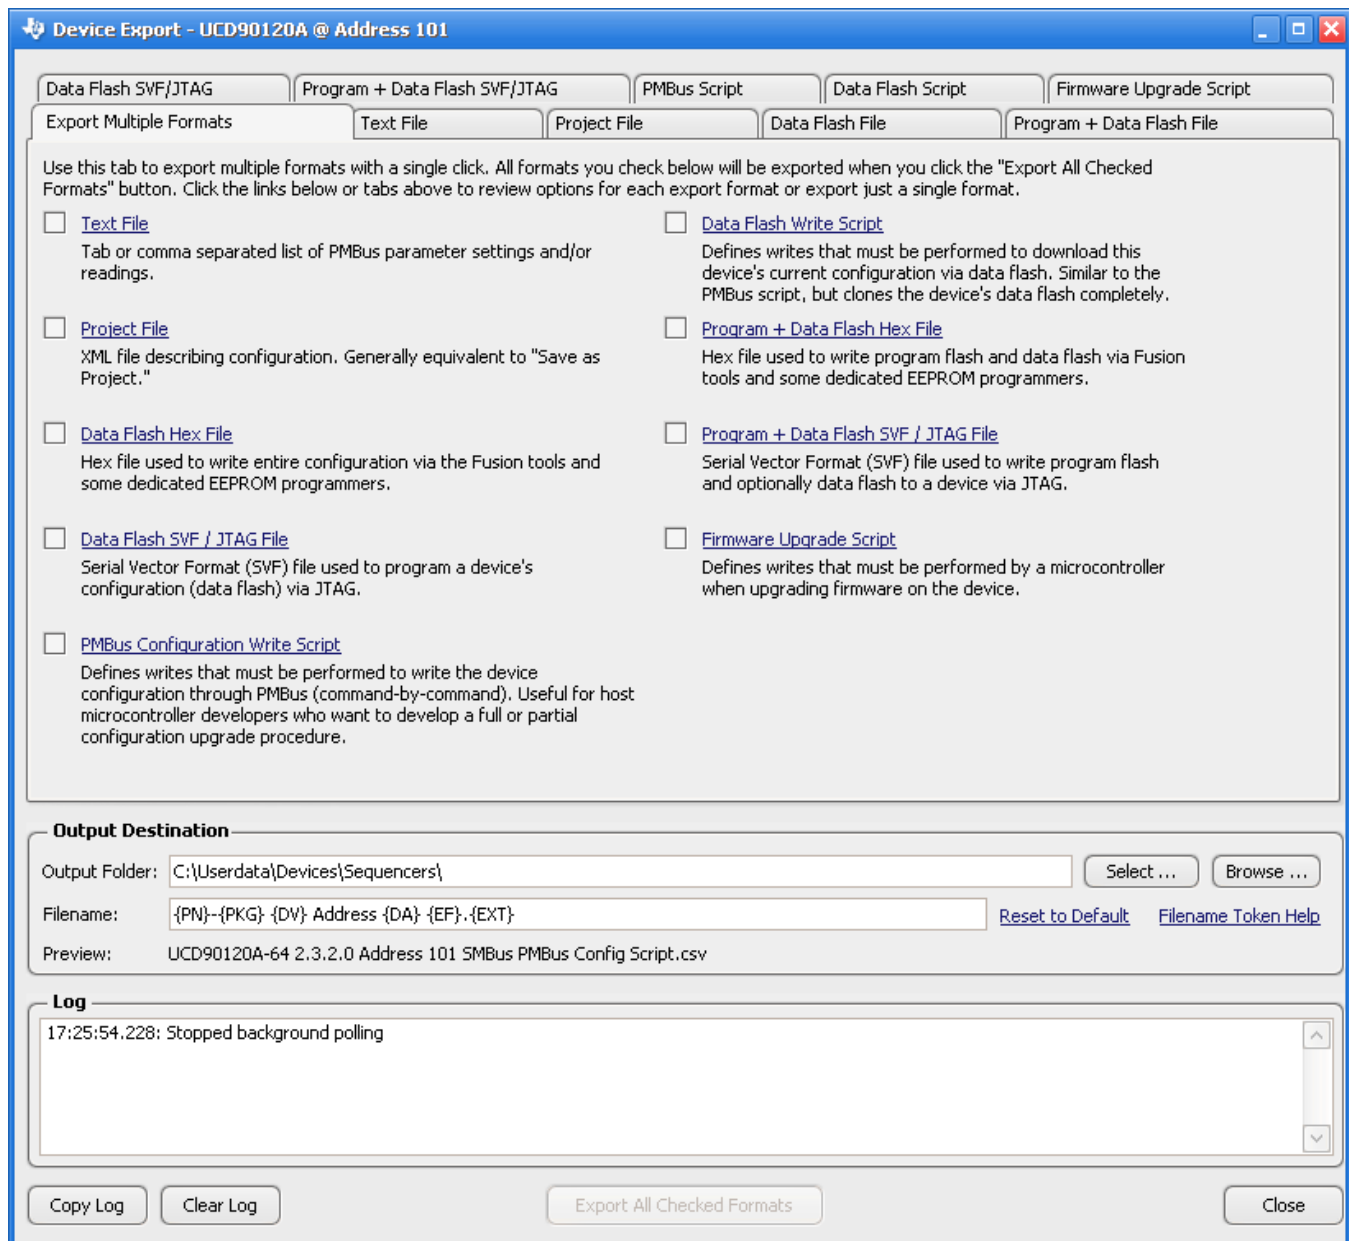 Device Export - UCD90120A @ Address 101
Data Flash SVF/JTAG
Program + Data Flash SVF/JTAG
PMBus Script
Data Flash Script
Firmware Upgrade Script
Export Multiple Formats
Text File
Project File
Data Flash File
Program + Data Flash File
Use this tab to export multiple formats with a single click. All formats you check below will be exported when you click the "Export All Checked
Formats" button. Click the links below or tabs above to review options for each export format or export just a single format.
Text File
Tab or comma separated list of PMBus parameter settings and/or
readings.
Project File
XML file describing configuration. Generally equivalent to "Save as
Project."
Data Flash Hex File
Hex file used to write entire configuration via the Fusion tools and
some dedicated EEPROM programmers.
Data Flash SVF / JTAG File
Serial Vector Format (SVF) file used to program a device's
configuration (data flash) via JTAG.
PMBus Configuration Write Script
Defines writes that must be performed to write the device
configuration through PMBus (command-by-command). Useful for host
microcontroller developers who want to develop a full or partial
configuration upgrade procedure.
Data Flash Write Script
Defines writes that must be performed to download this
device's current configuration via data flash. Similar to the
PMBus script, but clones the device's data flash completely.
Program + Data Flash Hex File
Hex file used to write program flash and data flash via Fusion
tools and some dedicated EEPROM programmers.
Program + Data Flash SVF / JTAG File
Serial Vector Format (SVF) file used to write program flash
and optionally data flash to a device via JTAG.
Firmware Upgrade Script
Defines writes that must be performed by a microcontroller
when upgrading firmware on the device.
Output Destination
Output Folder: C:\Userdata\Devices\Sequencers\ Select ... Browse ...
Filename: {PN}-{PKG} {DV} Address {DA} {EF}.{EXT} Reset to Default Filename Token Help
Preview: UCD90120A-64 2.3.2.0 Address 101 SMBus PMBus Config Script.csv
Log
17:25:54.228: Stopped background polling
Copy Log
Clear Log
Export All Checked Formats
Close